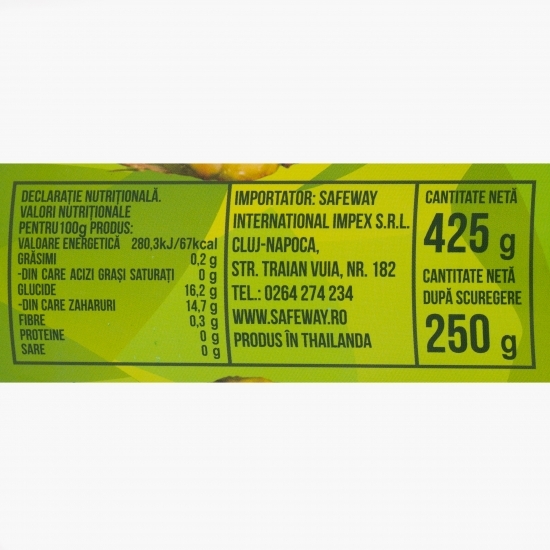 DECLARAȚIE NUTRIȚIONALĂ.
VALORI NUTRIȚIONALE
PENTRU 100g PRODUS:
VALOARE ENERGETICĂ 280,3kJ/67kcal
GRĂSIMI 0,2 g
-DIN CARE ACIZI GRAȘI SATURAȚI 0 g
GLUCIDE 16,2 g
-DIN CARE ZAHARURI 14,7 g
FIBRE 0,3 g
PROTEINE 0 g
SARE 0 g
IMPORTATOR: SAFEWAY
INTERNATIONAL IMPEX S.R.L.
CLUJ-NAPOCA,
STR. TRAIAN VUIA, NR. 182
TEL.: 0264 274 234
WWW.SAFEWAY.RO
PRODUS ÎN THAILANDA
CANTITATE NETĂ
425 g
CANTITATE NETĂ
DUPĂ SCUREGERE
250 g